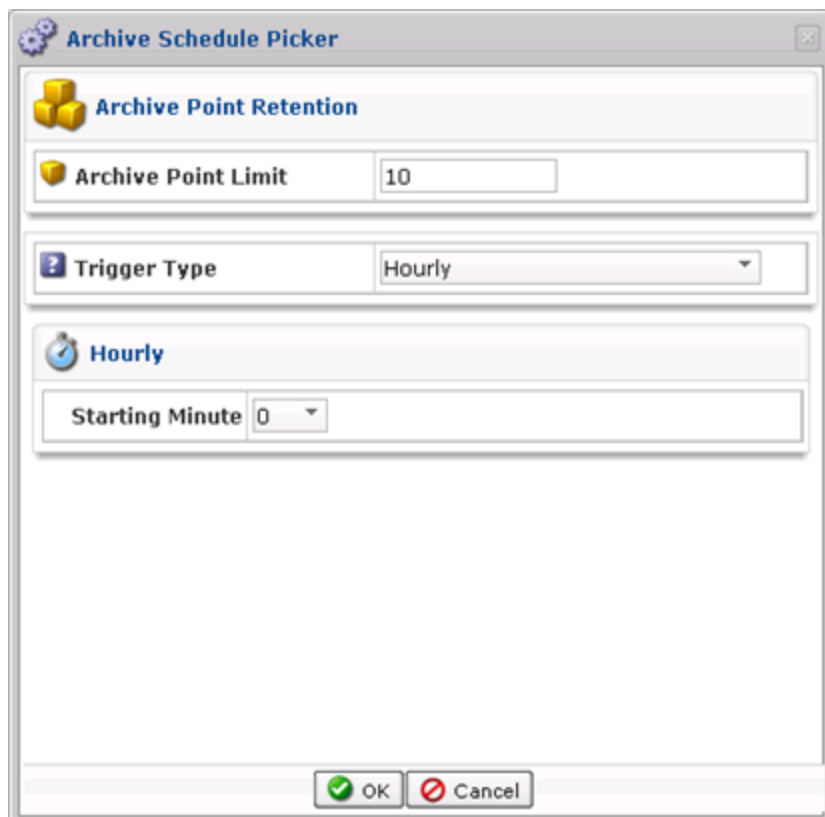 Archive Schedule Picker
Archive Point Retention
Archive Point Limit 10
Trigger Type Hourly
Hourly
Starting Minute 0
OK Cancel